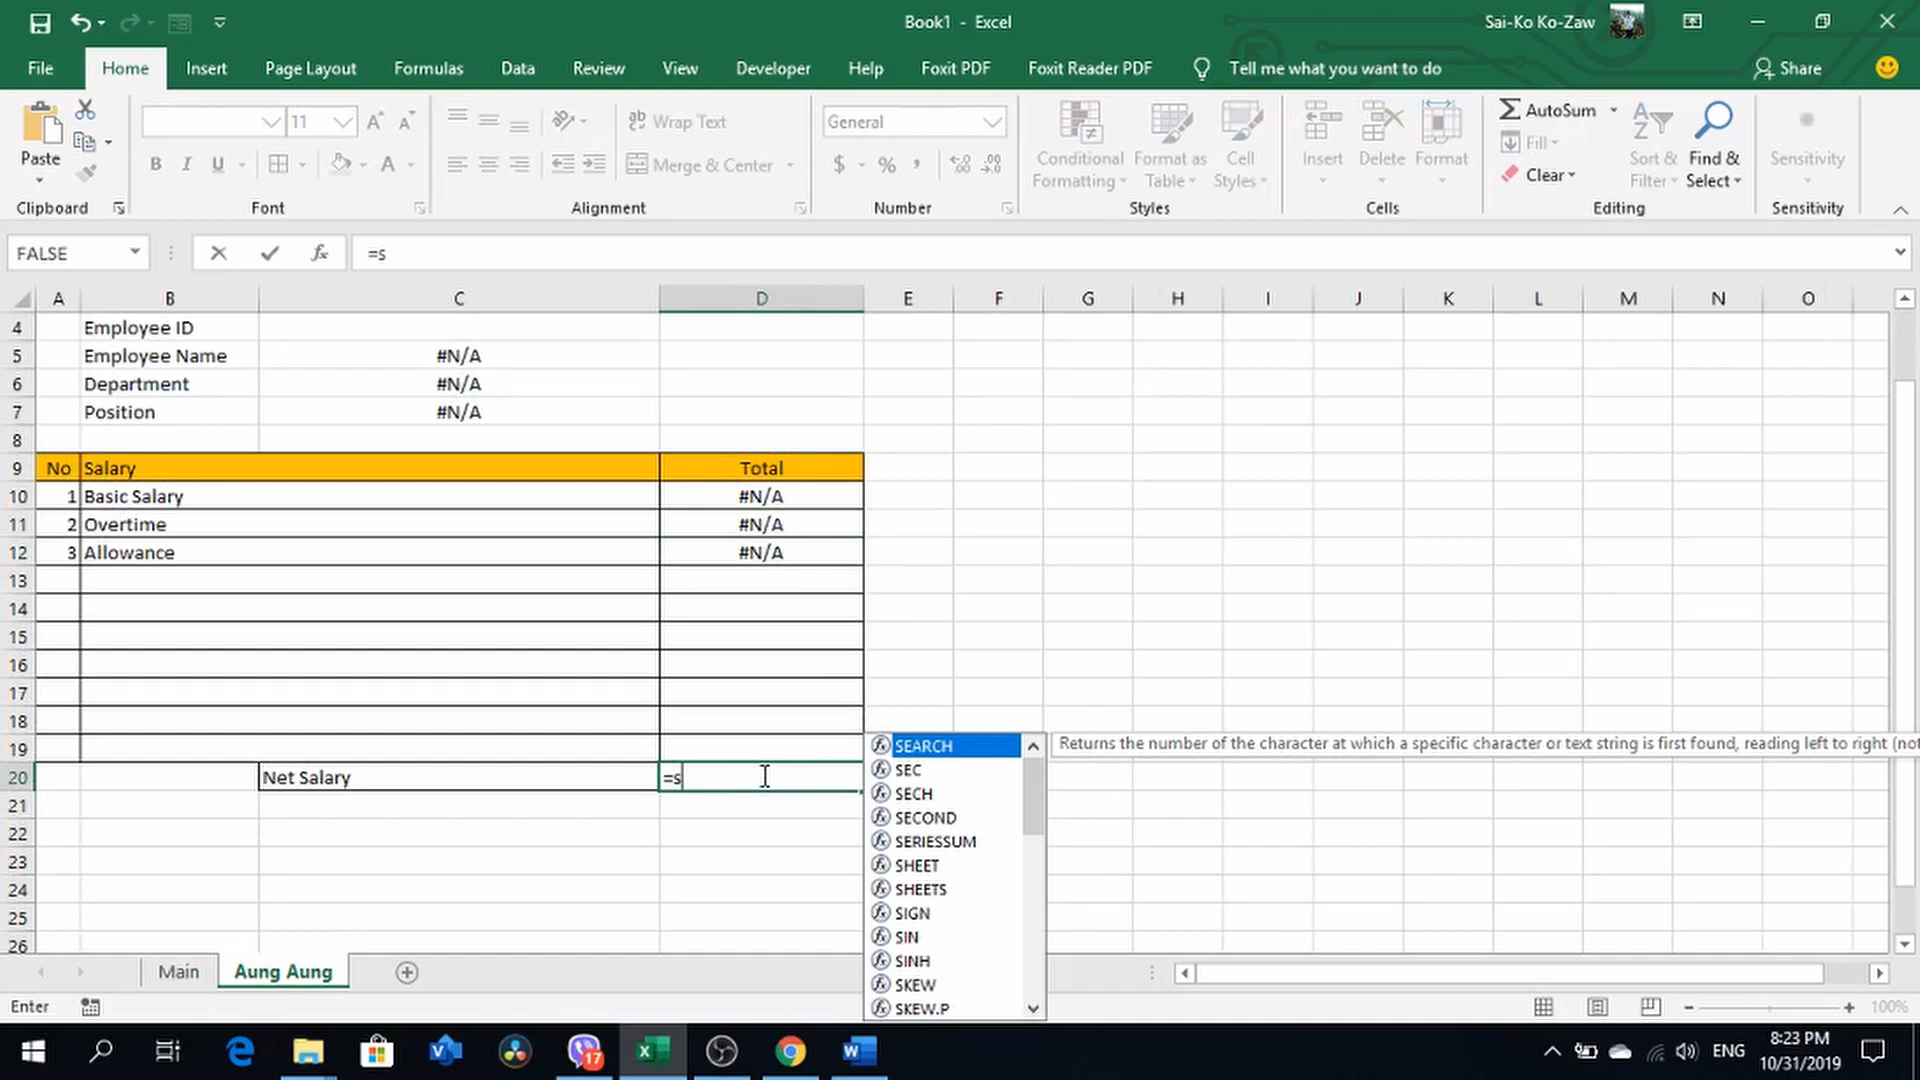 Book1 - Excel
Sai-Ko Ko-Zaw
File Home Insert Page Layout Formulas Data Review View Developer Help Foxit PDF Foxit Reader PDF Tell me what you want to do Share
Paste
Clipboard
11
B I U A
Font
Wrap Text
Merge & Center
Alignment
General
$ % ,
Number
Conditional Formatting
Format as Table
Cell Styles
Styles
Insert Delete Format
Cells
AutoSum
Fill
Clear
Sort & Filter
Find & Select
Editing
Sensitivity
Sensitivity
FALSE fx =s
A B C D E F G H I J K L M N O
4 Employee ID
5 Employee Name #N/A
6 Department #N/A
7 Position #N/A
8
9 No Salary Total
10 1 Basic Salary #N/A
11 2 Overtime #N/A
12 3 Allowance #N/A
13
14
15
16
17
18
19
20 Net Salary =s
21
22
23
24
25
26
SEARCH Returns the number of the character at which a specific character or text string is first found, reading left to right (not
SEC
SECH
SECOND
SERIESSUM
SHEET
SHEETS
SIGN
SIN
SINH
SKEW
SKEW.P
Main Aung Aung
Enter
100%
17
ENG
8:23 PM
10/31/2019